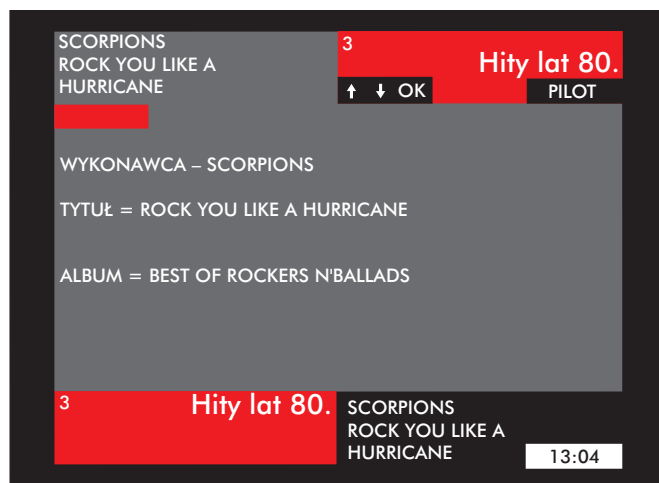 SCORPIONS
ROCK YOU LIKE A
HURRICANE
3
Hity lat 80.
OK
PILOT
WYKONAWCA – SCORPIONS
TYTUŁ = ROCK YOU LIKE A HURRICANE
ALBUM = BEST OF ROCKERS N'BALLADS
3
Hity lat 80.
SCORPIONS
ROCK YOU LIKE A
HURRICANE
13:04